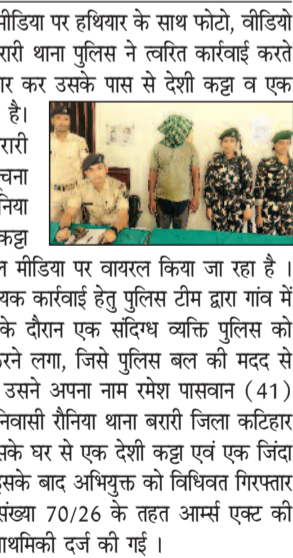 मीडिया पर हथियार के साथ फोटो, वीडियो
रारी थाना पुलिस ने त्वरित कार्रवाई करते
ार कर उसके पास से देशी कट्टा व एक
है।
रारी
चना
निया
कट्टा
ल मीडिया पर वायरल किया जा रहा है ।
यक कार्रवाई हेतु पुलिस टीम द्वारा गांव में
के दौरान एक संदिग्ध व्यक्ति पुलिस को
रने लगा, जिसे पुलिस बल की मदद से
उसने अपना नाम रमेश पासवान (41)
निवासी रौनिया थाना बरारी जिला कटिहार
सके घर से एक देशी कट्टा एवं एक जिंदा
सके बाद अभियुक्त को विधिवत गिरफ्तार
संख्या 70/26 के तहत आर्म्स एक्ट की
ाथमिकी दर्ज की गई ।